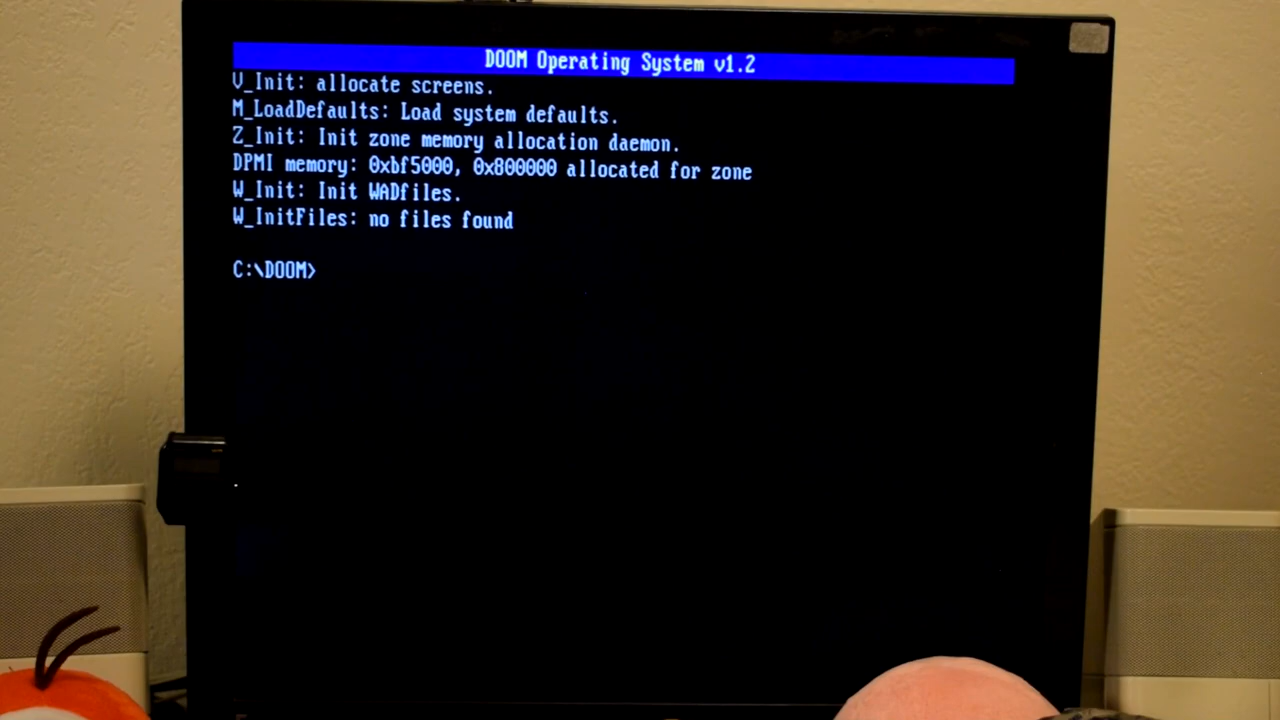 DOOM Operating System v1.2
V_Init: allocate screens.
M_LoadDefaults: Load system defaults.
Z_Init: Init zone memory allocation daemon.
DPMI memory: 0xbf5000, 0x800000 allocated for zone
W_Init: Init WADfiles.
W_InitFiles: no files found
C:\DOOM>